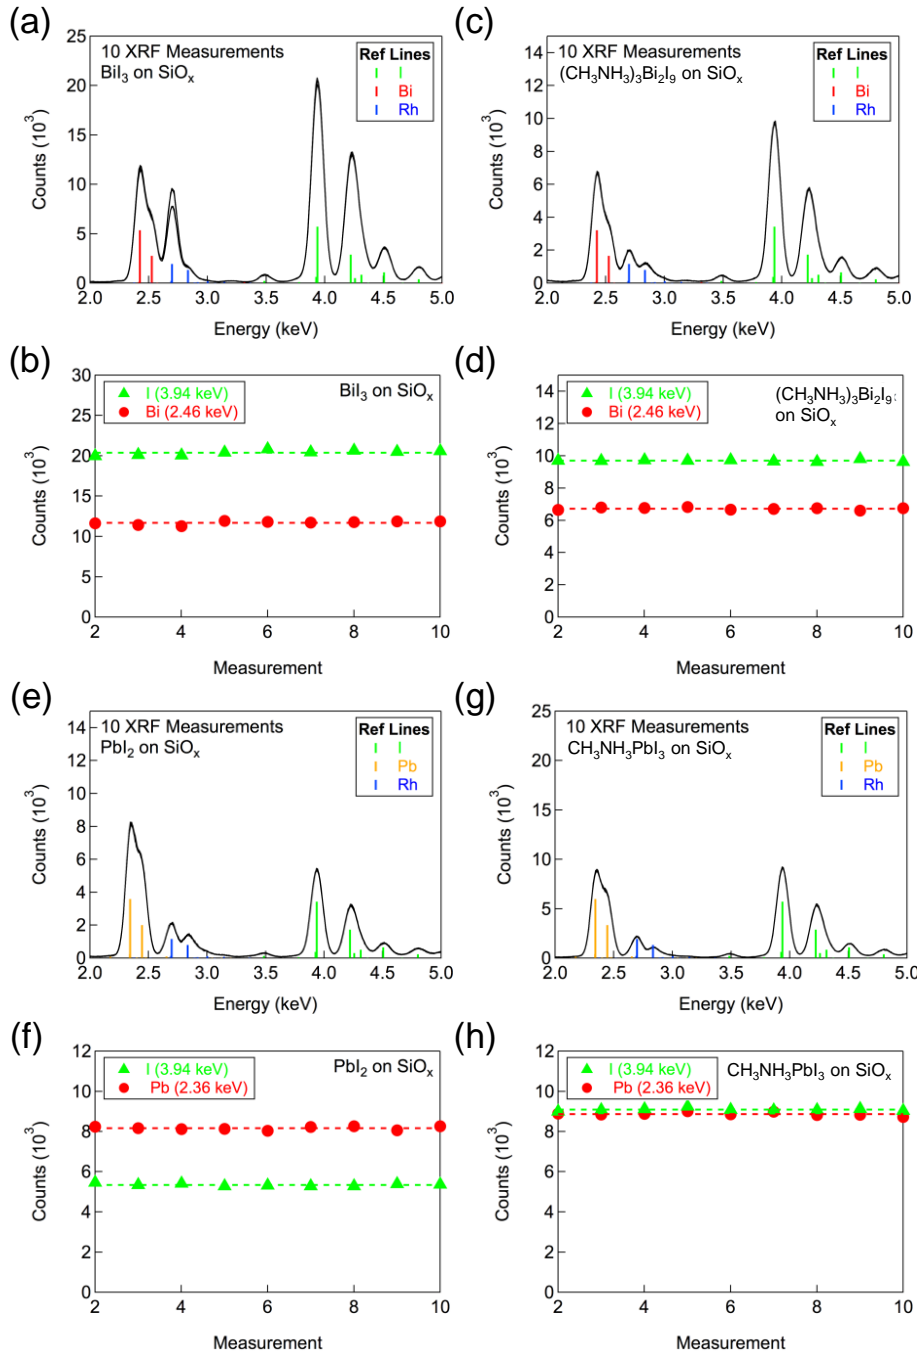 (a)
10 XRF Measurements
BiI₃ on SiOₓ
Ref Lines
I
Bi
Rh
Counts (10³)
25
20
15
10
5
0
2.0 2.5 3.0 4.0 4.5 5.0
Energy (keV)
(c)
10 XRF Measurements
(CH₃NH₃)₃Bi₂I₉ on SiOₓ
Ref Lines
I
Bi
Rh
Counts (10³)
14
12
10
8
6
4
2
0
2.0 2.5 3.0 4.0 4.5 5.0
Energy (keV)
(b)
I (3.94 keV)
Bi (2.46 keV)
BiI₃ on SiOₓ
Counts (10³)
30
25
20
15
10
5
0
2 4 6 8 10
Measurement
(d)
I (3.94 keV)
Bi (2.46 keV)
(CH₃NH₃)₃Bi₂I₉
on SiOₓ
Counts (10³)
14
12
10
8
6
4
2
0
2 4 6 8 10
Measurement
(e)
10 XRF Measurements
PbI₂ on SiOₓ
Ref Lines
I
Pb
Rh
Counts (10³)
14
12
10
8
6
4
2
0
2.0 2.5 3.0 4.0 4.5 5.0
Energy (keV)
(g)
10 XRF Measurements
CH₃NH₃PbI₃ on SiOₓ
Ref Lines
I
Pb
Rh
Counts (10³)
25
20
15
10
5
0
2.0 2.5 3.0 4.0 4.5 5.0
Energy (keV)
(f)
I (3.94 keV)
Pb (2.36 keV)
PbI₂ on SiOₓ
Counts (10³)
12
10
8
6
4
2
0
2 4 6 8 10
Measurement
(h)
I (3.94 keV)
Pb (2.36 keV)
CH₃NH₃PbI₃ on SiOₓ
Counts (10³)
12
10
8
6
4
2
0
2 4 6 8 10
Measurement